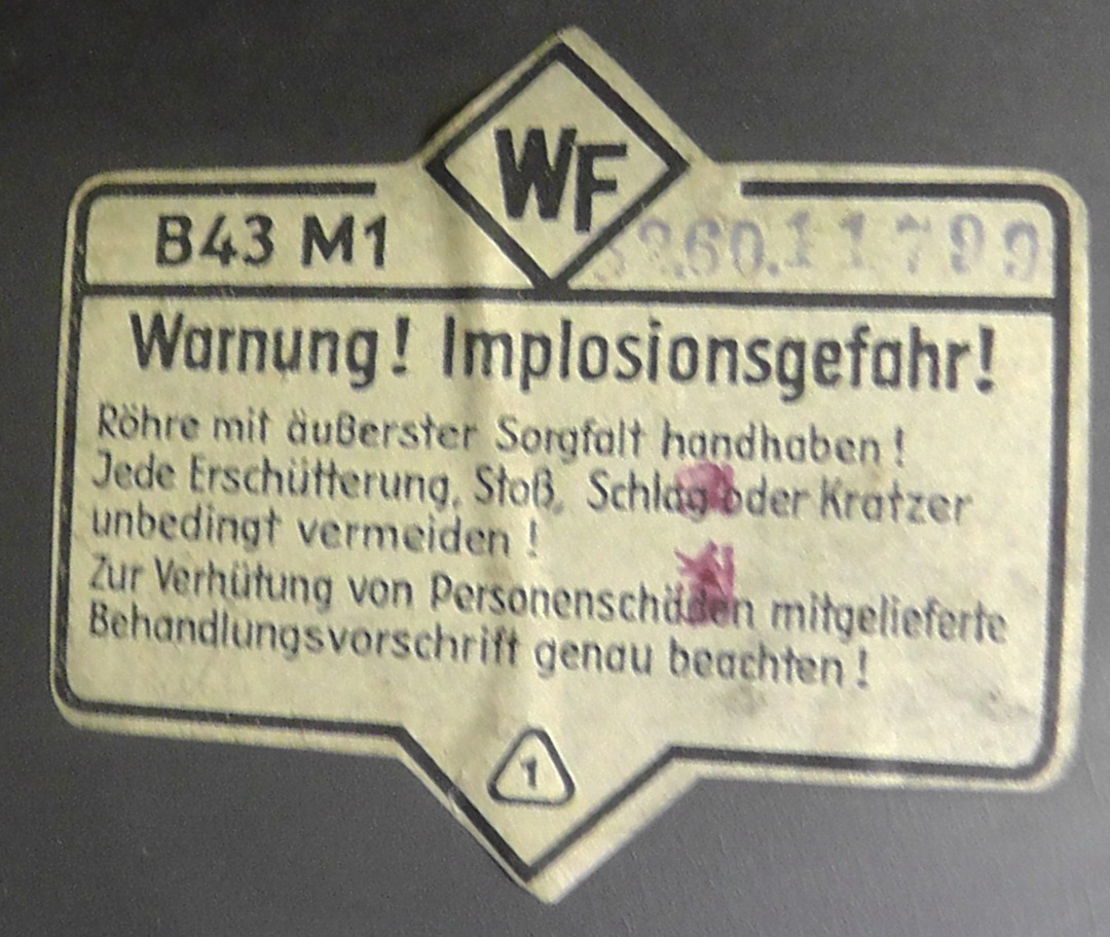 WF
B43 M1
Warnung! Implosionsgefahr!
Röhre mit äußerster Sorgfalt handhaben!
Jede Erschütterung, Stoß, Schlag oder Kratzer
unbedingt vermeiden!
Zur Verhütung von Personenschäden mitgelieferte
Behandlungsvorschrift genau beachten!
1